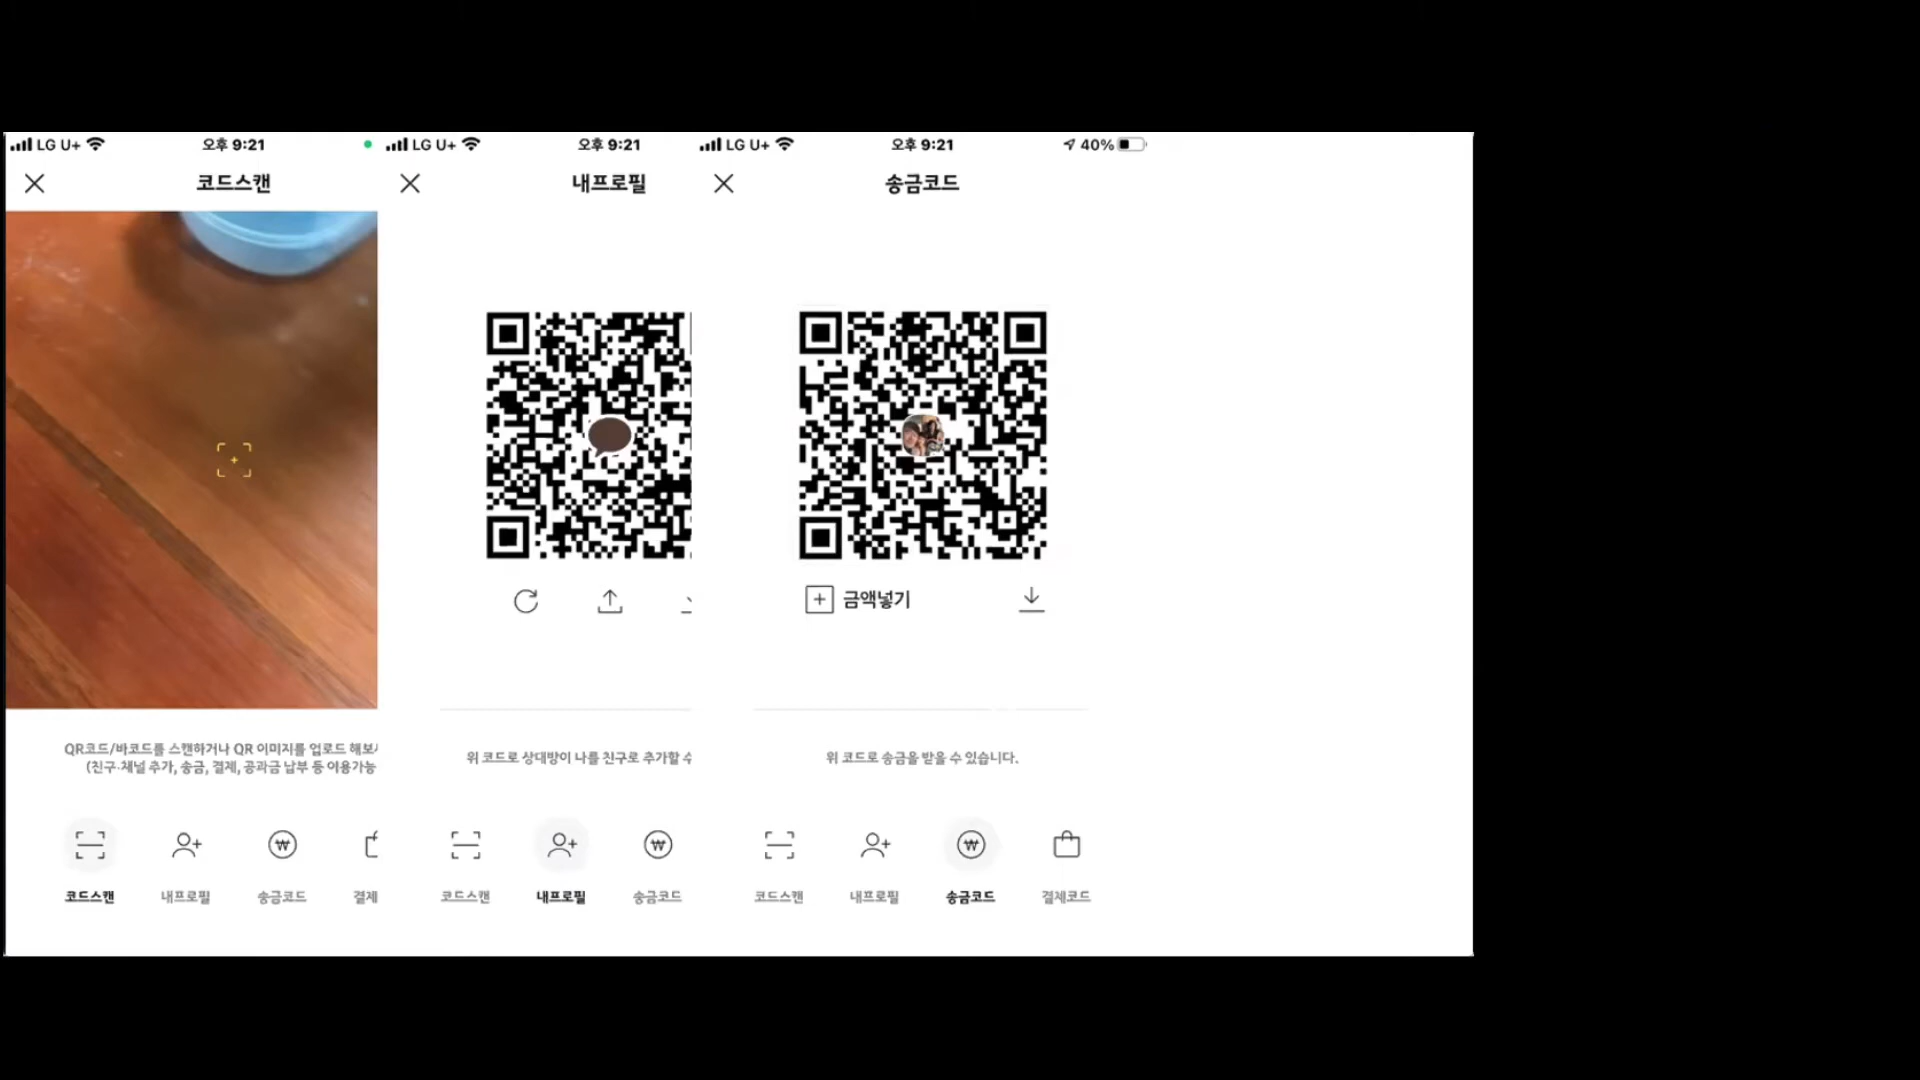 LG U+
오후 9:21
코드스캔
QR코드/바코드를 스캔하거나 QR 이미지를 업로드 해보
(친구·채널 추가, 송금, 결제, 공과금 납부 등 이용가능
코드스캔
내프로필
송금코드
결제
LG U+
오후 9:21
내프로필
위 코드로 상대방이 나를 친구로 추가할 수
코드스캔
내프로필
송금코드
LG U+
오후 9:21
40%
송금코드
금액넣기
위 코드로 송금을 받을 수 있습니다.
코드스캔
내프로필
송금코드
결제코드